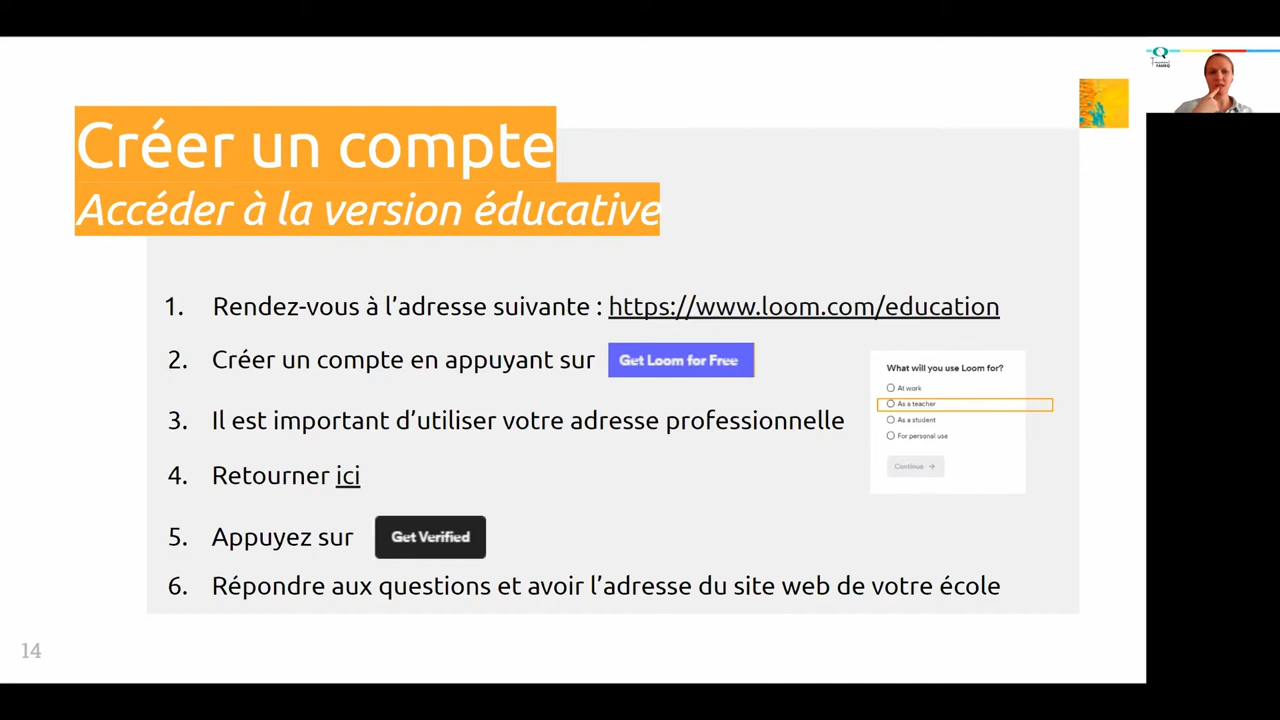 Créer un compte
Accéder à la version éducative
1. Rendez-vous à l’adresse suivante : https://www.loom.com/education
2. Créer un compte en appuyant sur Get Loom for Free
3. Il est important d’utiliser votre adresse professionnelle
4. Retourner ici
5. Appuyez sur Get Verified
6. Répondre aux questions et avoir l’adresse du site web de votre école
What will you use Loom for?
At work
As a teacher
As a student
For personal use
Continue →
14